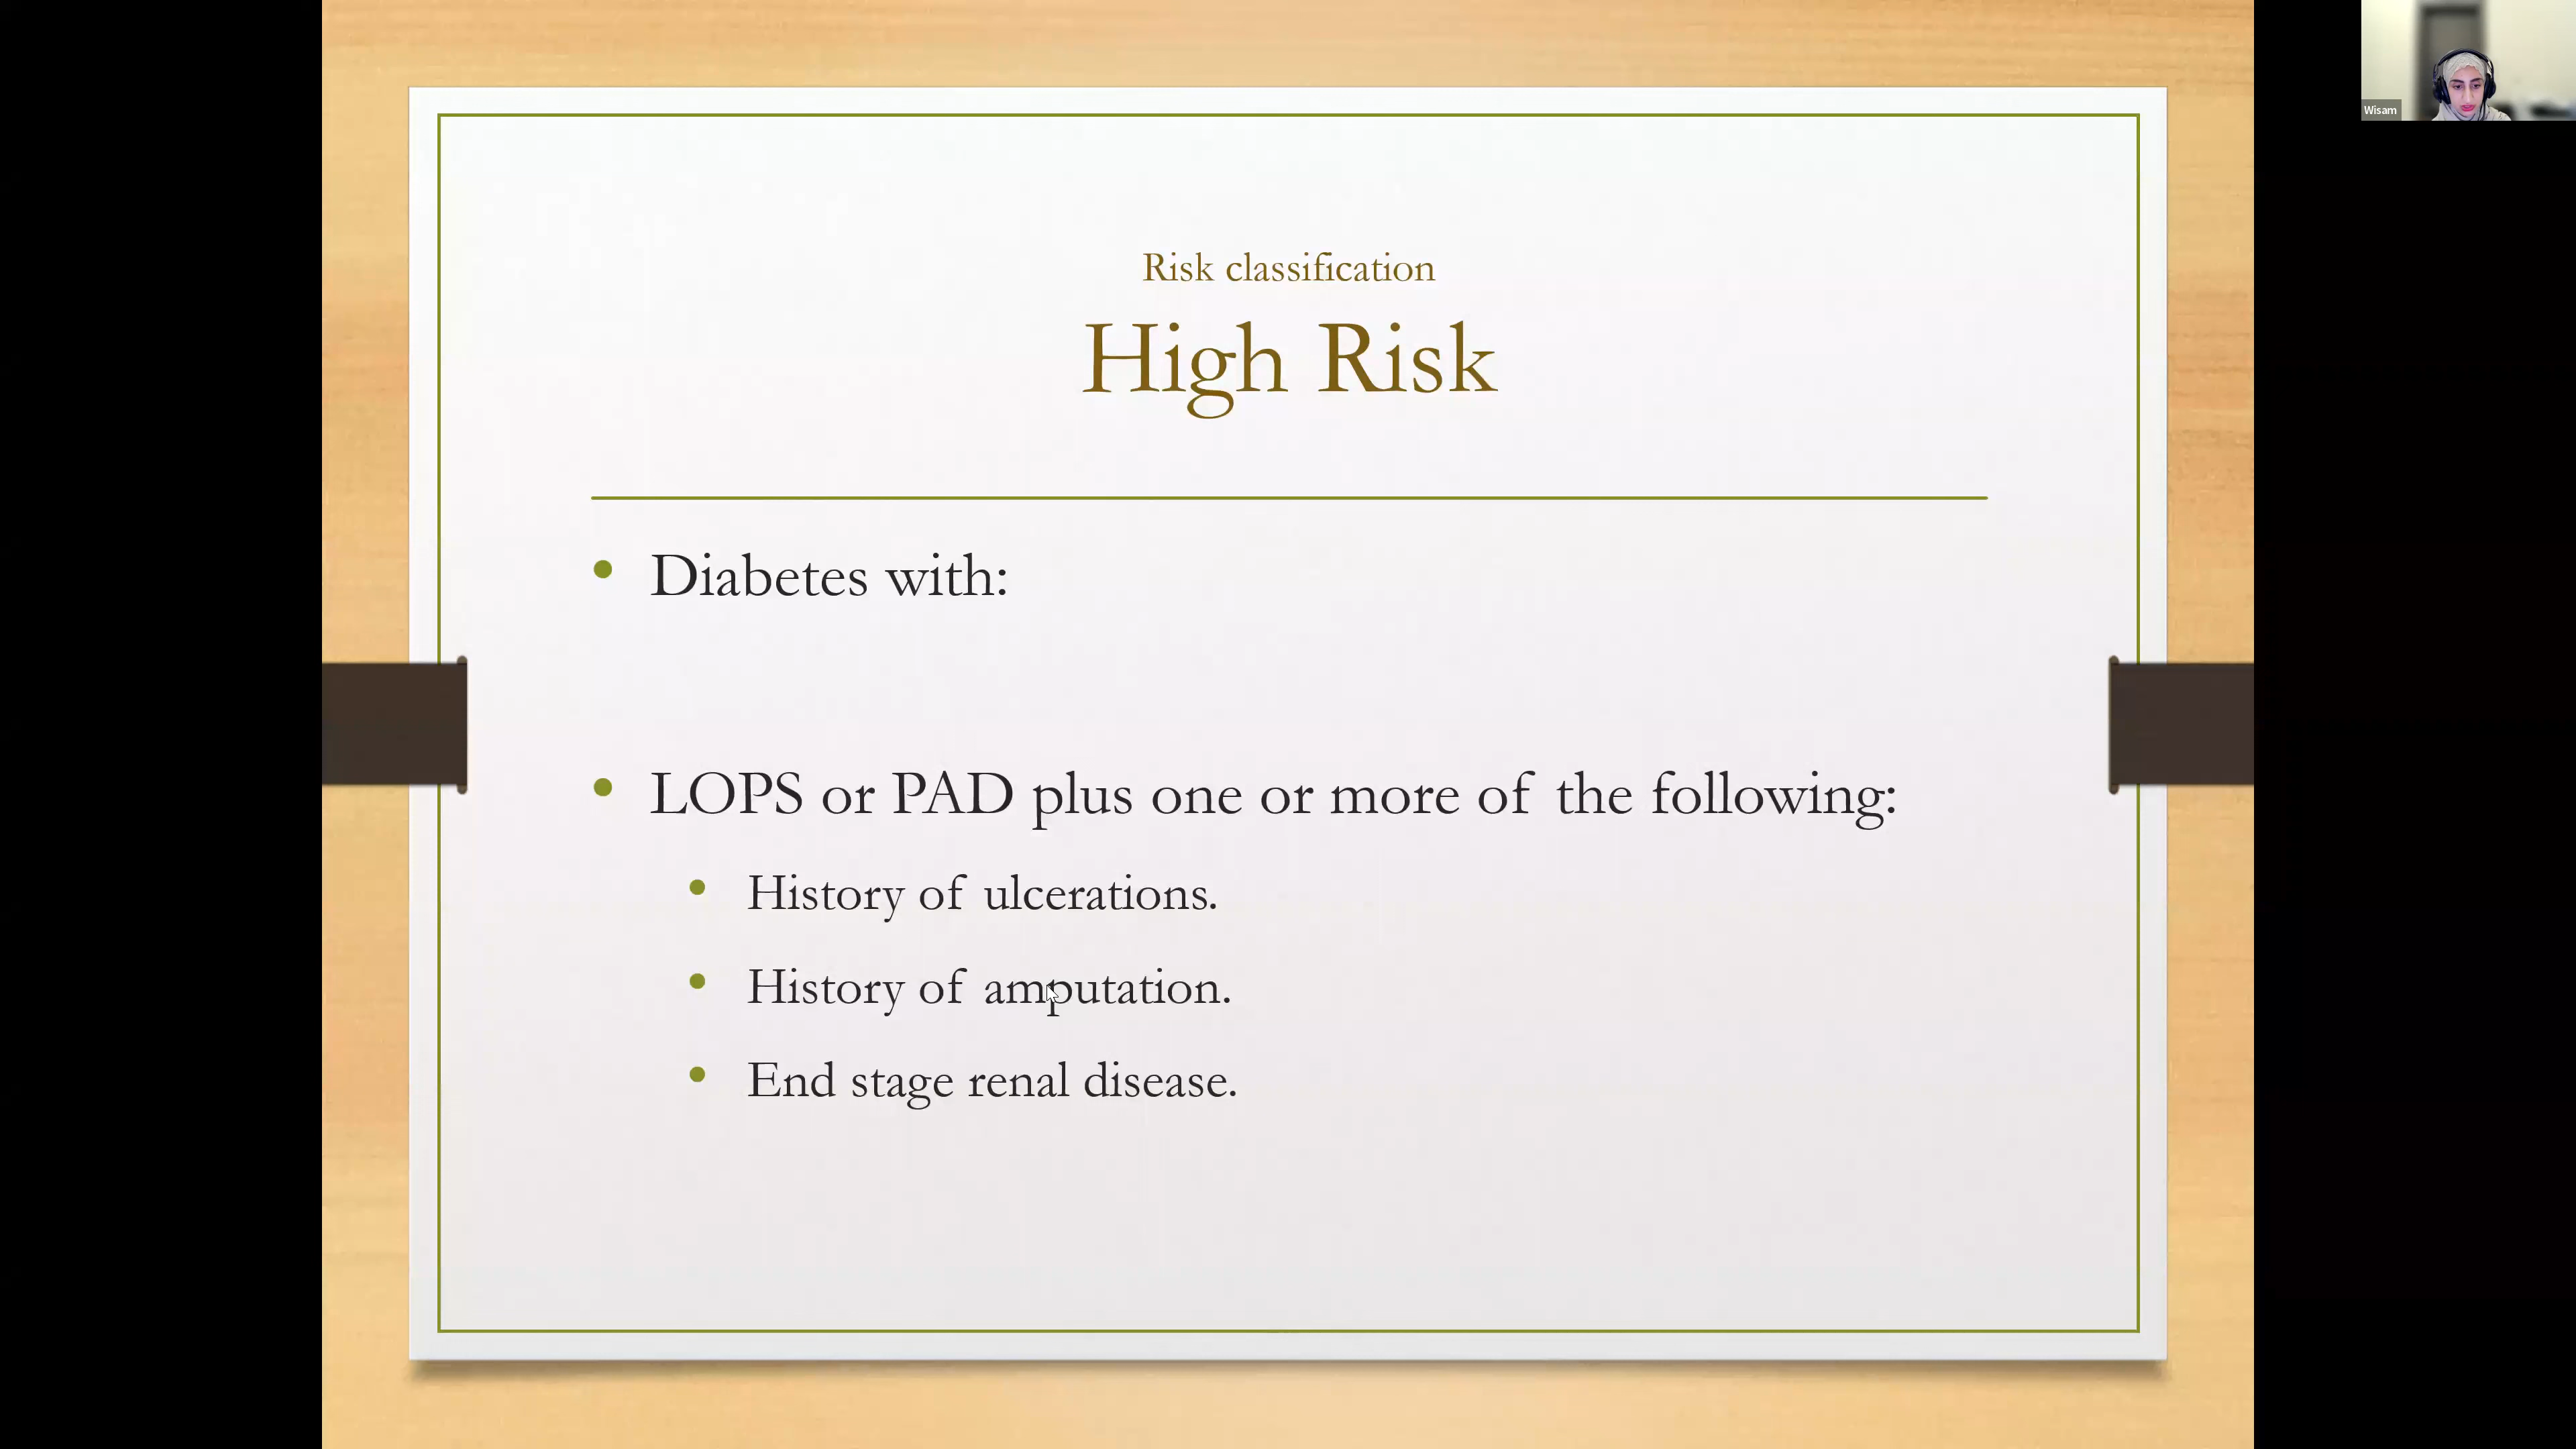 Risk classification
High Risk
• Diabetes with:
• LOPS or PAD plus one or more of the following:
• History of ulcerations.
• History of amputation.
• End stage renal disease.
Wisam